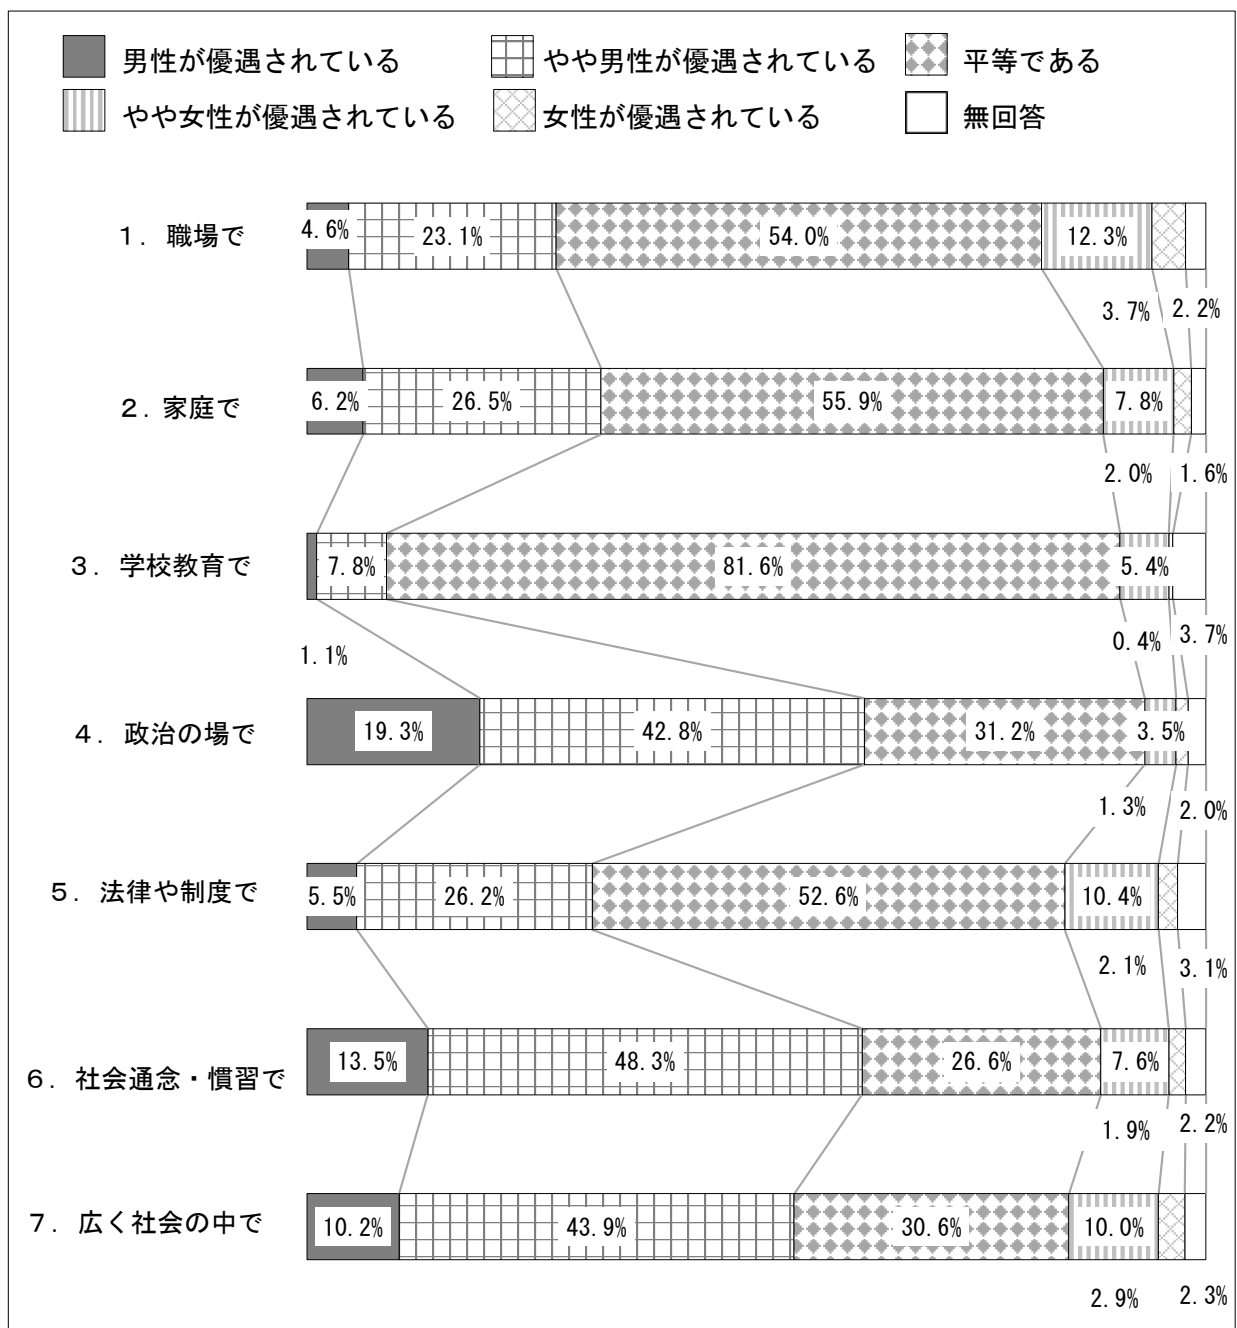 男性が優遇されている やや男性が優遇されている 平等である
やや女性が優遇されている 女性が優遇されている 無回答
１．職場で 4.6% 23.1% 54.0% 12.3%
3.7% 2.2%
２．家庭で 6.2% 26.5% 55.9% 7.8%
2.0% 1.6%
３．学校教育で 7.8% 81.6% 5.4%
1.1% 0.4% 3.7%
４．政治の場で 19.3% 42.8% 31.2% 3.5%
1.3% 2.0%
５．法律や制度で 5.5% 26.2% 52.6% 10.4%
2.1% 3.1%
６．社会通念・慣習で 13.5% 48.3% 26.6% 7.6%
1.9% 2.2%
７．広く社会の中で 10.2% 43.9% 30.6% 10.0%
2.9% 2.3%